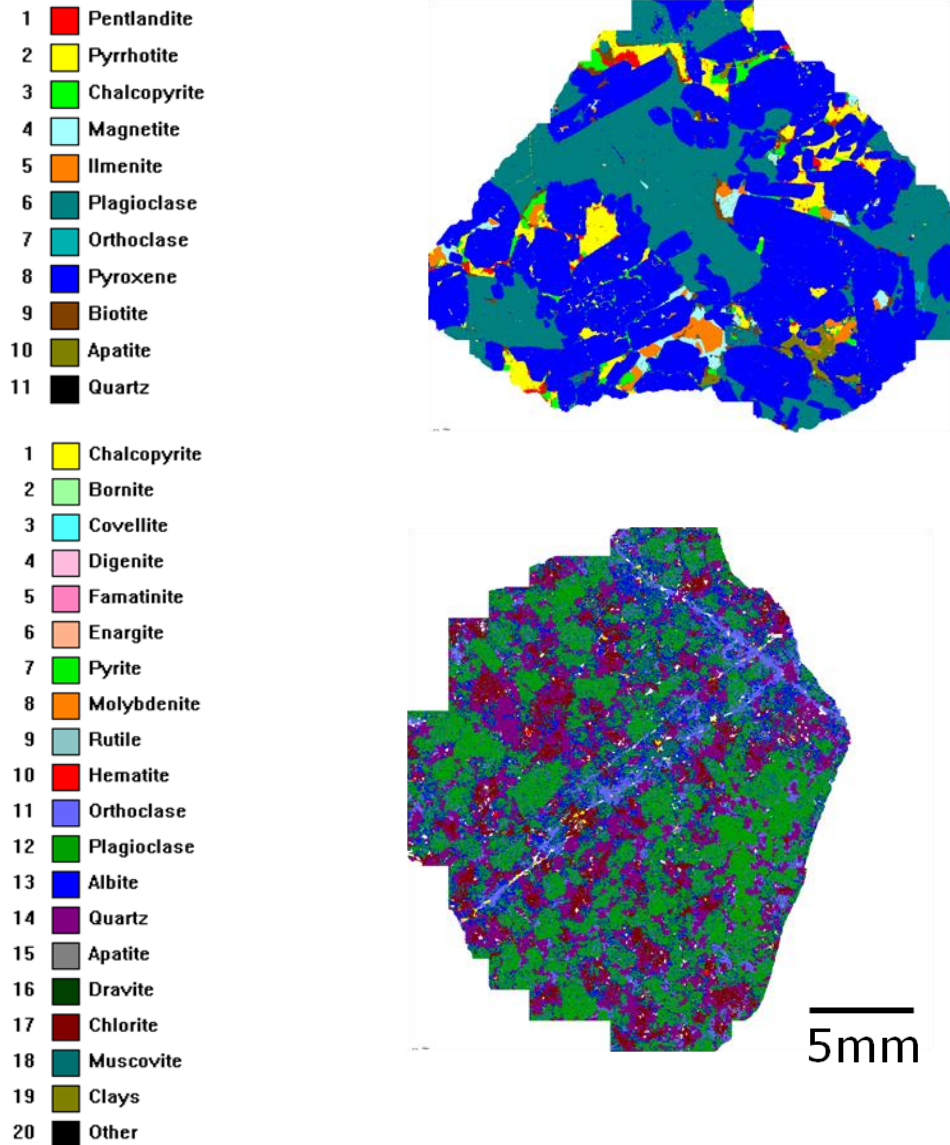 1 Pentlandite
2 Pyrrhotite
3 Chalcopyrite
4 Magnetite
5 Ilmenite
6 Plagioclase
7 Orthoclase
8 Pyroxene
9 Biotite
10 Apatite
11 Quartz
1 Chalcopyrite
2 Bornite
3 Covellite
4 Digenite
5 Famatinite
6 Enargite
7 Pyrite
8 Molybdenite
9 Rutile
10 Hematite
11 Orthoclase
12 Plagioclase
13 Albite
14 Quartz
15 Apatite
16 Dravite
17 Chlorite
18 Muscovite
19 Clays
20 Other
5mm